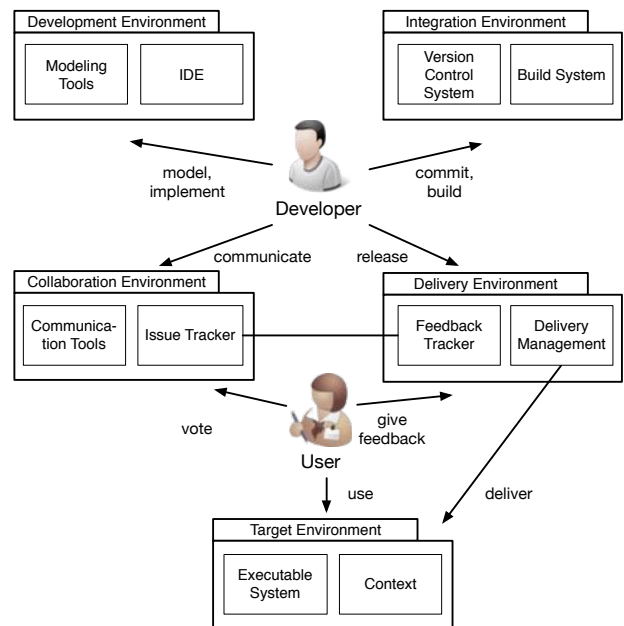 Development Environment
Modeling
Tools
IDE
Integration Environment
Version
Control
System
Build System
model,
implement
Developer
commit,
build
communicate
release
Collaboration Environment
Communica-
tion Tools
Issue Tracker
Delivery Environment
Feedback
Tracker
Delivery
Management
vote
User
give
feedback
use
deliver
Target Environment
Executable
System
Context